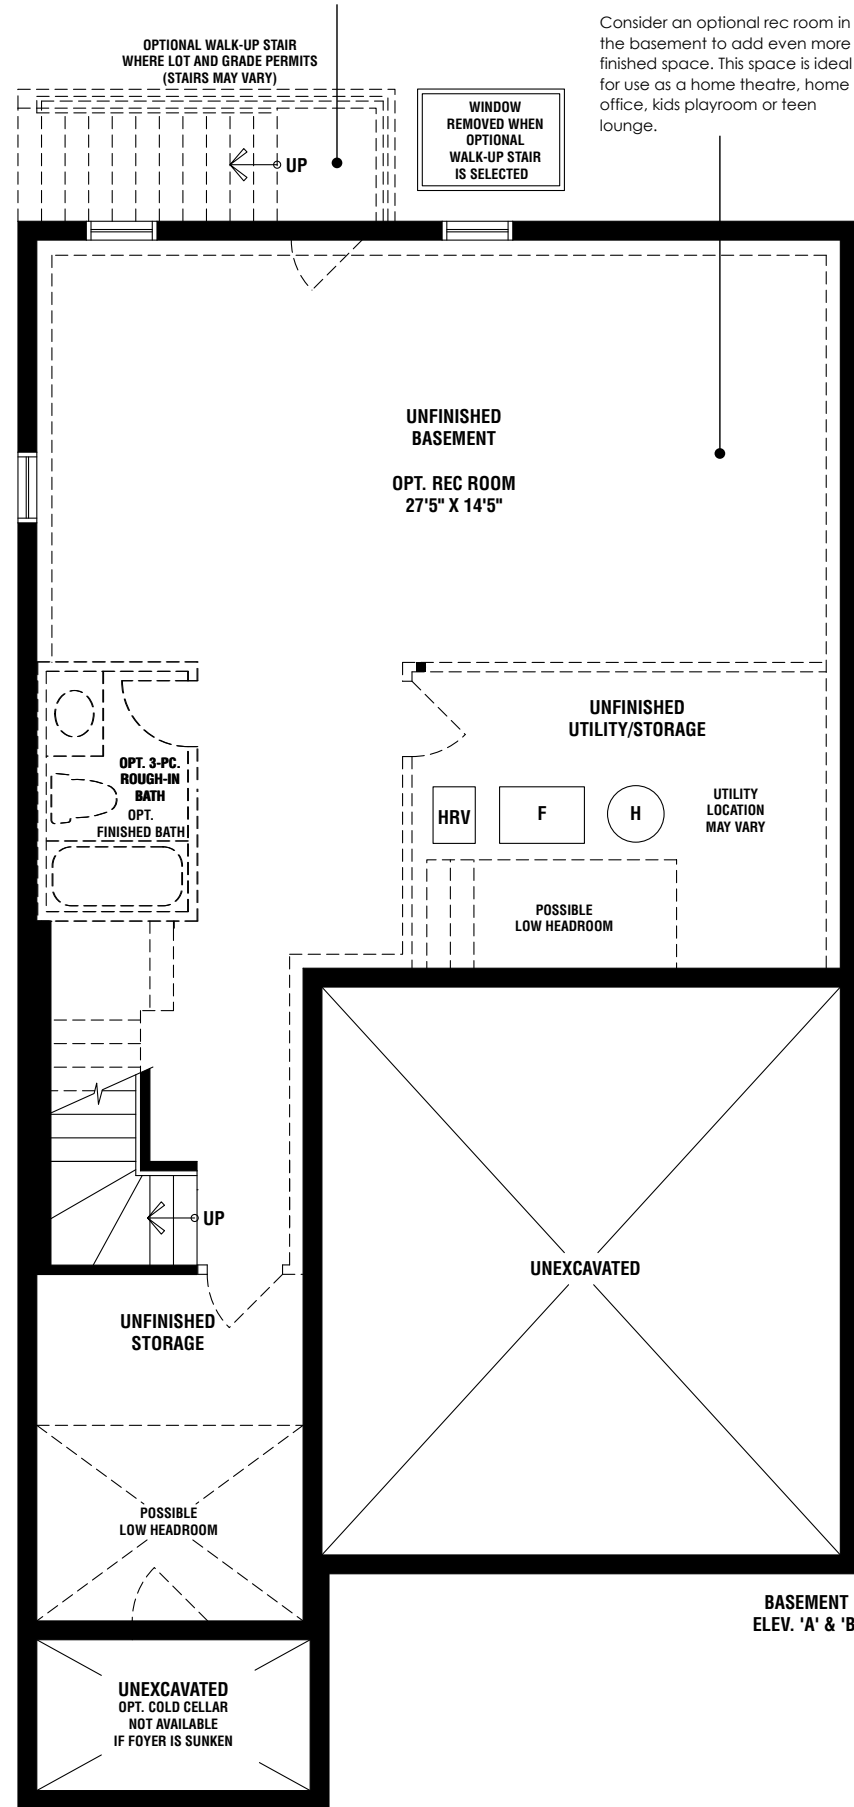 Consider an optional rec room in
the basement to add even more
finished space. This space is ideal
for use as a home theatre, home
office, kids playroom or teen
lounge.
OPTIONAL WALK-UP STAIR
WHERE LOT AND GRADE PERMITS
(STAIRS MAY VARY)
WINDOW
REMOVED WHEN
OPTIONAL
WALK-UP STAIR
IS SELECTED
UP
UNFINISHED
BASEMENT
OPT. REC ROOM
27'5" X 14'5"
UNFINISHED
UTILITY/STORAGE
OPT. 3-PC.
ROUGH-IN
BATH
OPT.
FINISHED BATH
HRV
F
H
UTILITY
LOCATION
MAY VARY
POSSIBLE
LOW HEADROOM
UP
UNEXCAVATED
UNFINISHED
STORAGE
POSSIBLE
LOW HEADROOM
BASEMENT
ELEV. 'A' & 'B
UNEXCAVATED
OPT. COLD CELLAR
NOT AVAILABLE
IF FOYER IS SUNKEN